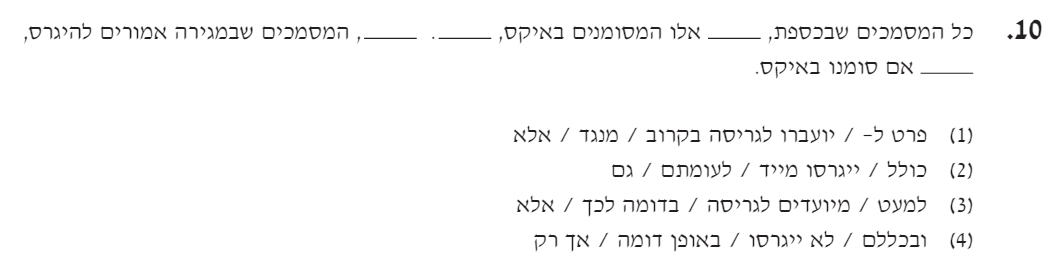 10. כל המסמכים שבכספת, _____ אלו המסומנים באיקס, _____. _____, המסמכים שבמגירה אמורים להיגרס,
_____ אם סומנו באיקס.
(1) פרט ל- / יועברו לגריסה בקרוב / מנגד / אלא
(2) כולל / ייגרסו מייד / לעומתם / גם
(3) למעט / מיועדים לגריסה / בדומה לכך / אלא
(4) ובכללם / לא ייגרסו / באופן דומה / אך רק